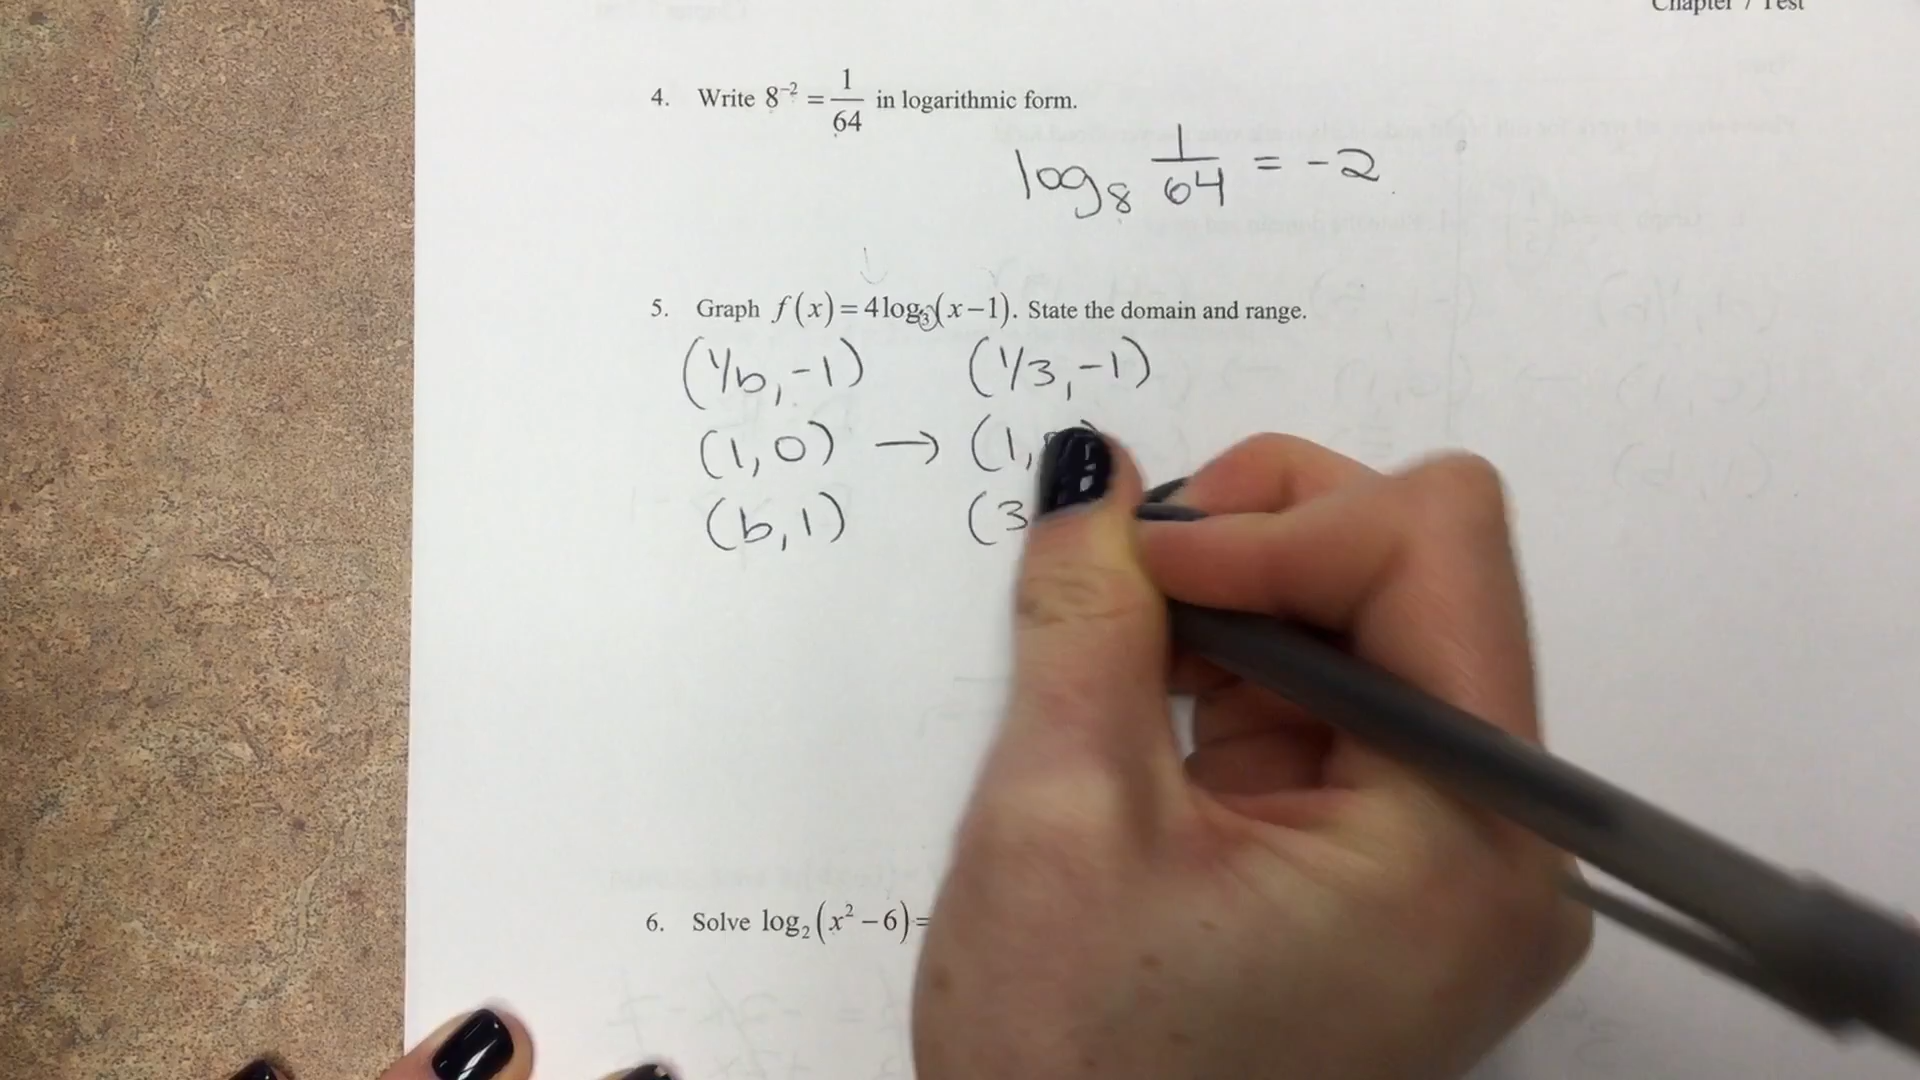 Chapter 7 Test
4. Write 8⁻² = 1/64 in logarithmic form.
log₈ 1/64 = -2
5. Graph f(x) = 4log₃(x−1). State the domain and range.
(1/b, -1) (1/3, -1)
(1, 0) → (1,
(b, 1) (3
6. Solve log₂(x² − 6) =